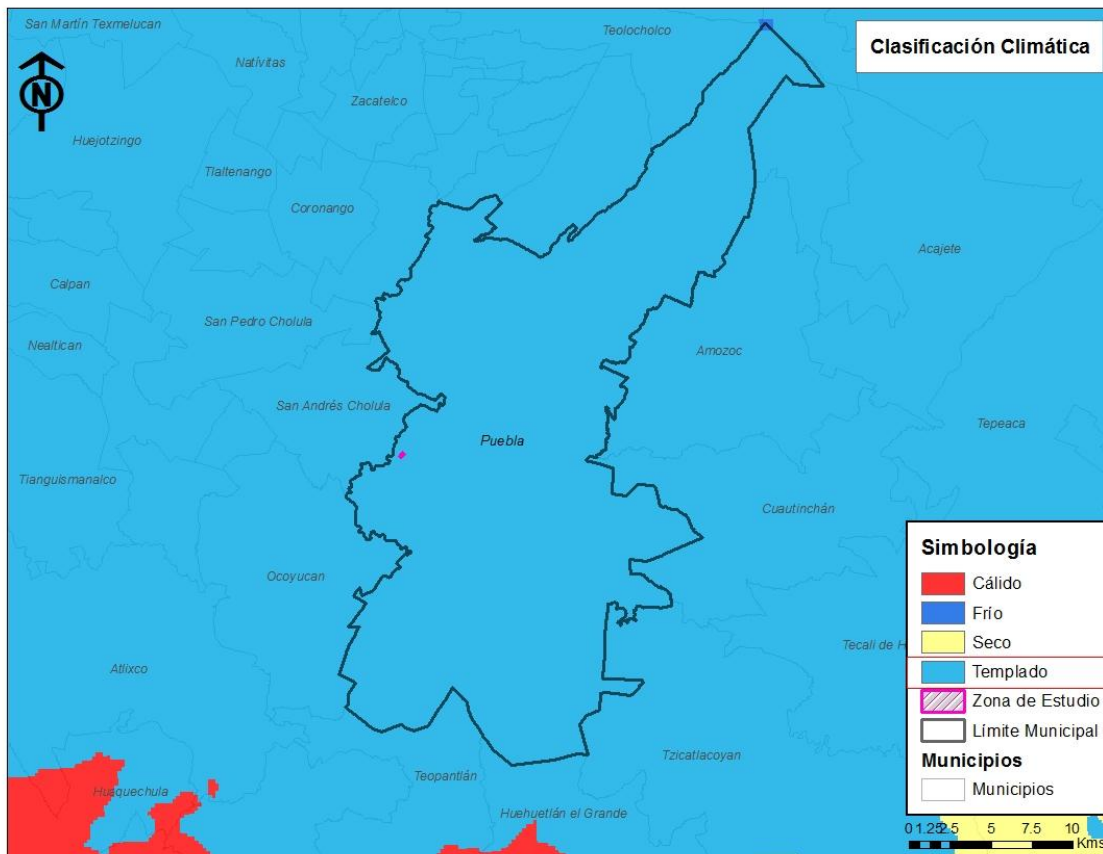 San Martín Texmelucan
Teolocholco
Clasificación Climática
Natívitas
N
Zacatelco
Huejotzingo
Tlaltenango
Coronango
Acajete
Calpan
San Pedro Cholula
Nealtican
Amozoc
San Andrés Cholula
Tepeaca
Puebla
Tianguismanalco
Cuautinchán
Simbología
Ocoyucan
Cálido
Frío
Seco
Tecali de H
Atlixco
Templado
Zona de Estudio
Límite Municipal
Tzicatlacoyan
Municipios
Teopantlán
Huaquechula
Municipios
Huehuetlán el Grande
0 1.25 2.5 5 7.5 10
Kms